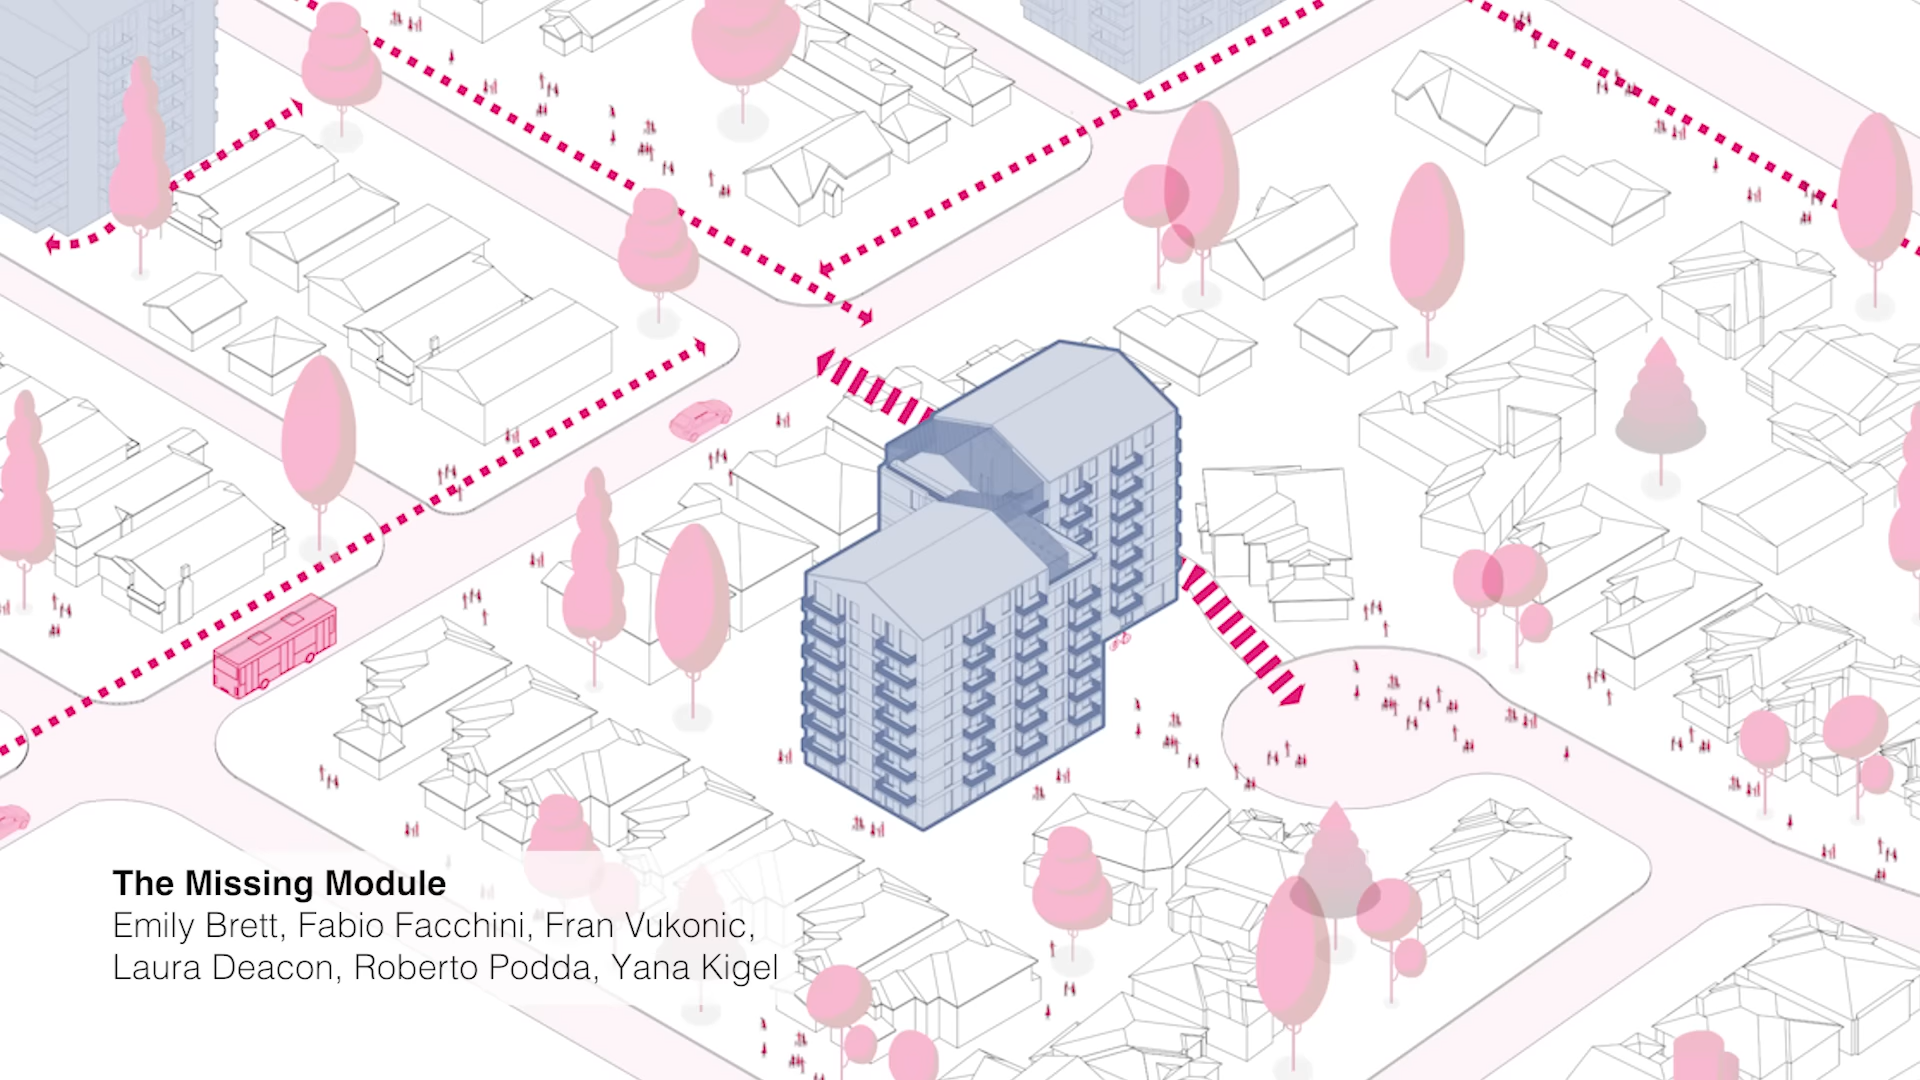 The Missing Module
Emily Brett, Fabio Facchini, Fran Vukonic,
Laura Deacon, Roberto Podda, Yana Kigel